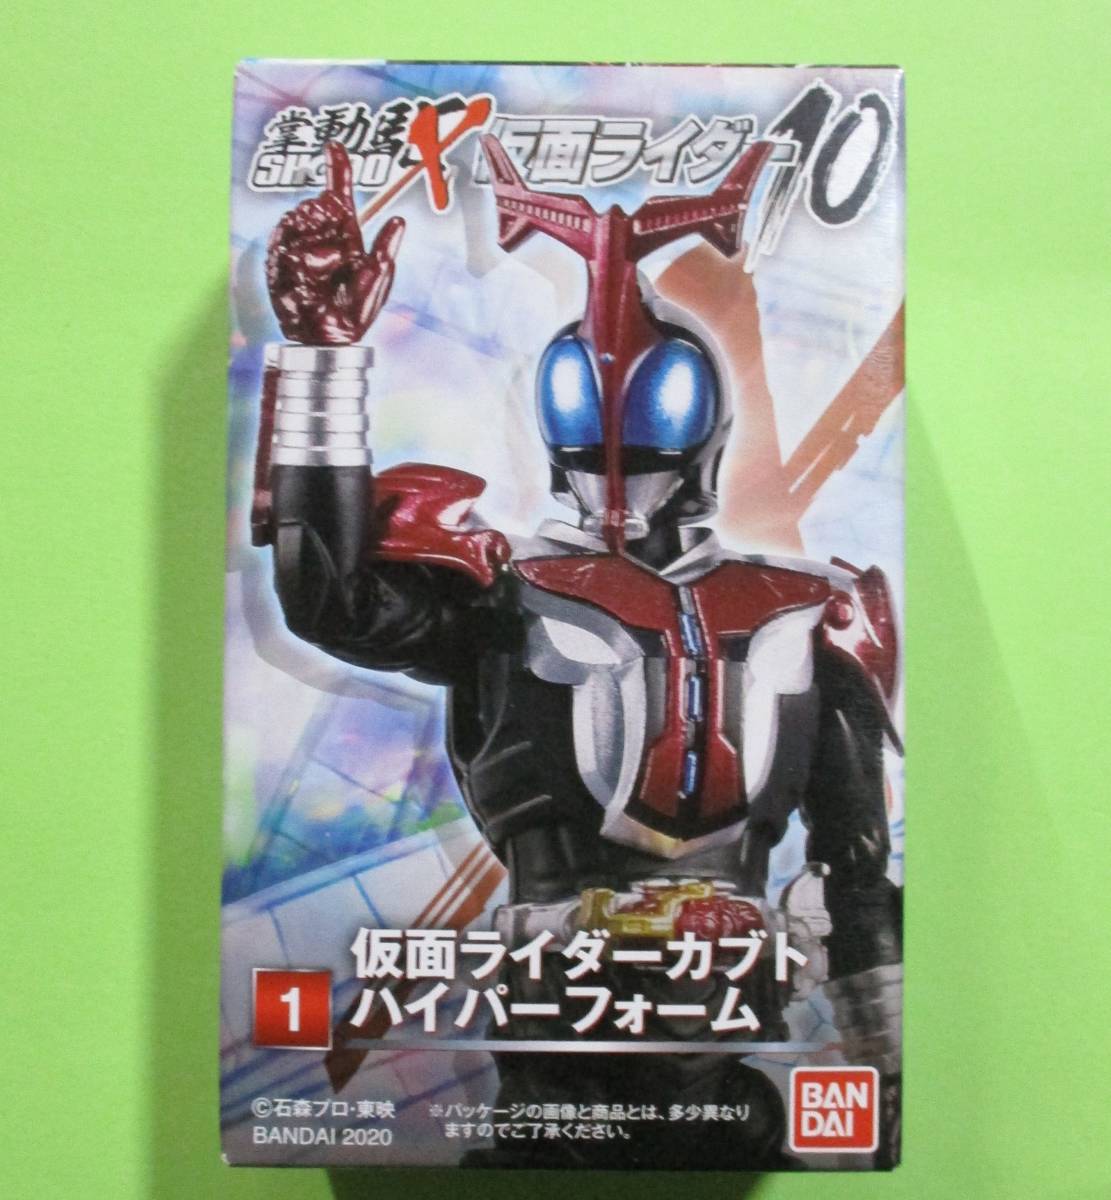 掌動駆
SHODO
仮面ライダー10
1
仮面ライダーカブト
ハイパーフォーム
©石森プロ・東映
BANDAI 2020
※パッケージの画像と商品とは、多少異なり
ますのでご了承ください。
BAN
DAI